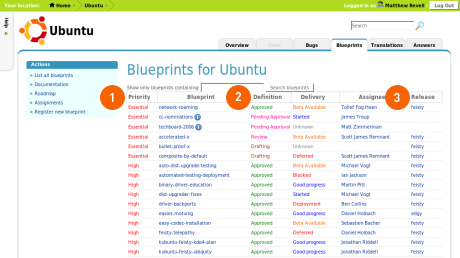 Your location: Home › Ubuntu ›
Logged in as Matthew Revell Log Out
Help
Ubuntu
Search
Overview Code Bugs Blueprints Translations Answers
Actions
List all blueprints
Documentation
Roadmap
Assignments
Register new blueprint
Blueprints for Ubuntu
Show only blueprints containing: Search blueprints
1 2 3
Priority Blueprint Definition Delivery Assignee Release
Essential network-roaming Approved Beta Available Tollef Fog Heen feisty
Essential cc-nominations Pending Approval Started James Troup
Essential techboard-2006 Pending Approval Unknown Matt Zimmerman
Essential accelerated-x Review Beta Available Scott James Remnant feisty
Essential bullet-proof-x Drafting Unknown feisty
Essential composite-by-default Drafting Deferred Scott James Remnant feisty
High auto-dist-upgrade-testing Approved Beta Available Michael Vogt feisty
High automated-testing-deployment Approved Blocked Ian Jackson feisty
High binary-driver-education Approved Good progress Martin Pitt feisty
High dist-upgrader-fixes Approved Started Michael Vogt feisty
High driver-backports Approved Deployment Ben Collins feisty
High easier-motuing Approved Good progress Daniel Holbach edgy
High easy-codec-installation Approved Beta Available Sebastien Bacher feisty
High feisty-telepathy Approved Deferred Daniel Holbach feisty
High kubuntu-feisty-kde4-plan Approved Good progress Jonathan Riddell feisty
High kubuntu-feisty-ubiquity Approved Good progress Jonathan Riddell feisty